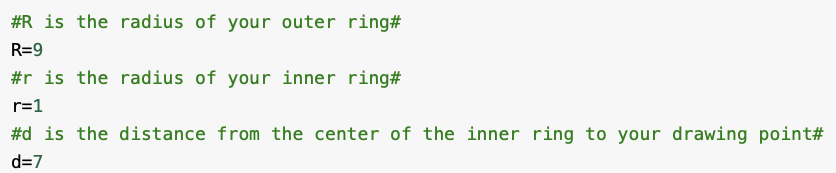 #R is the radius of your outer ring#
R=9
#r is the radius of your inner ring#
r=1
#d is the distance from the center of the inner ring to your drawing point#
d=7